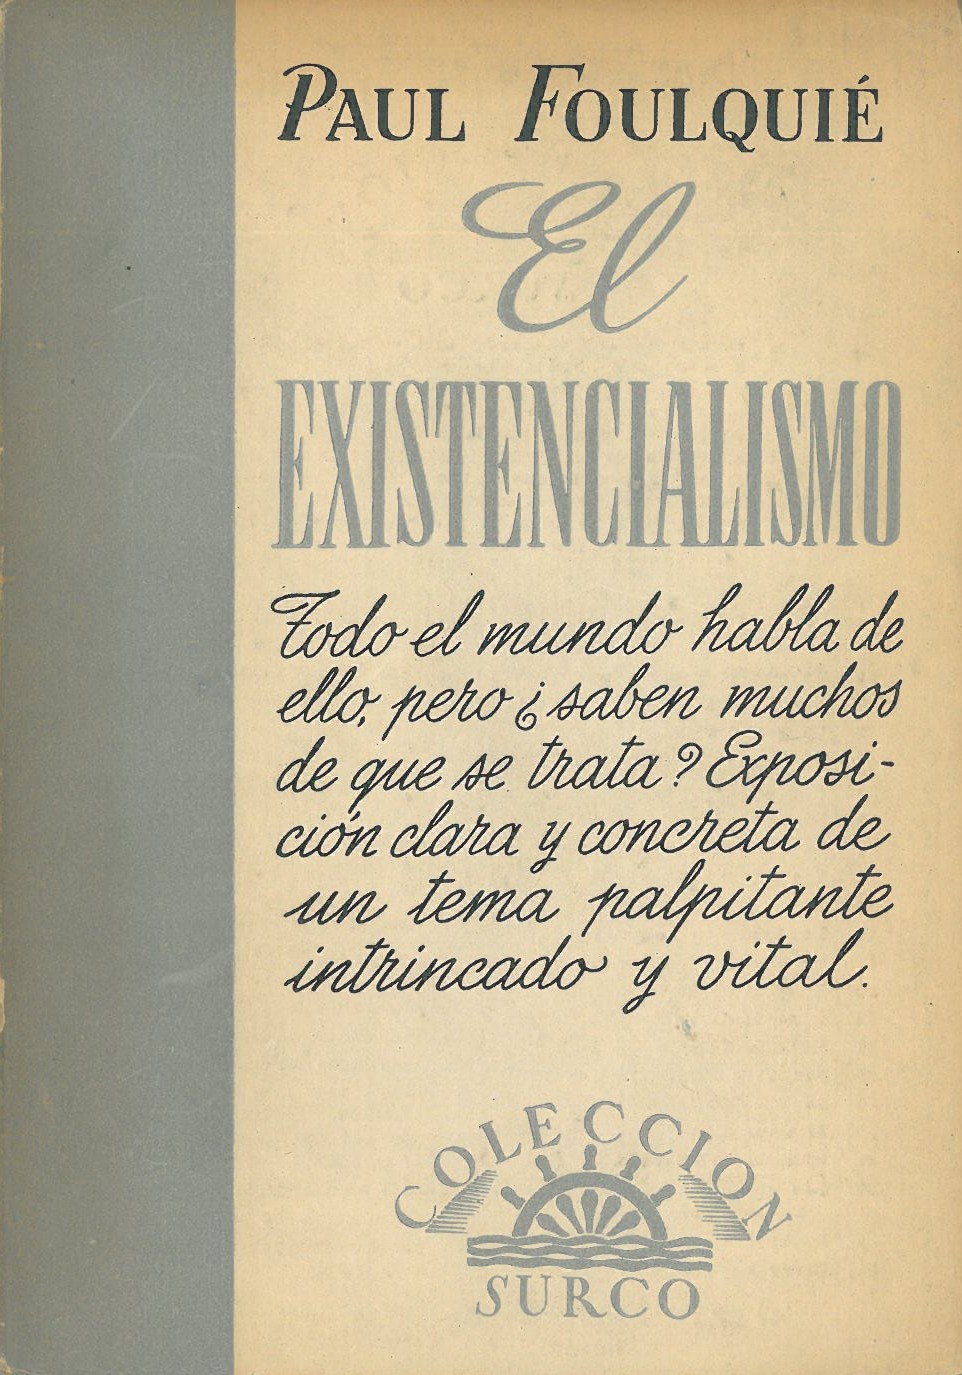 PAUL FOULQUIÉ
El
EXISTENCIALISMO
Todo el mundo habla de
ello, pero ¿saben muchos
de que se trata? Exposi-
ción clara y concreta de
un tema palpitante
intrincado y vital.
COLECCION
SURCO